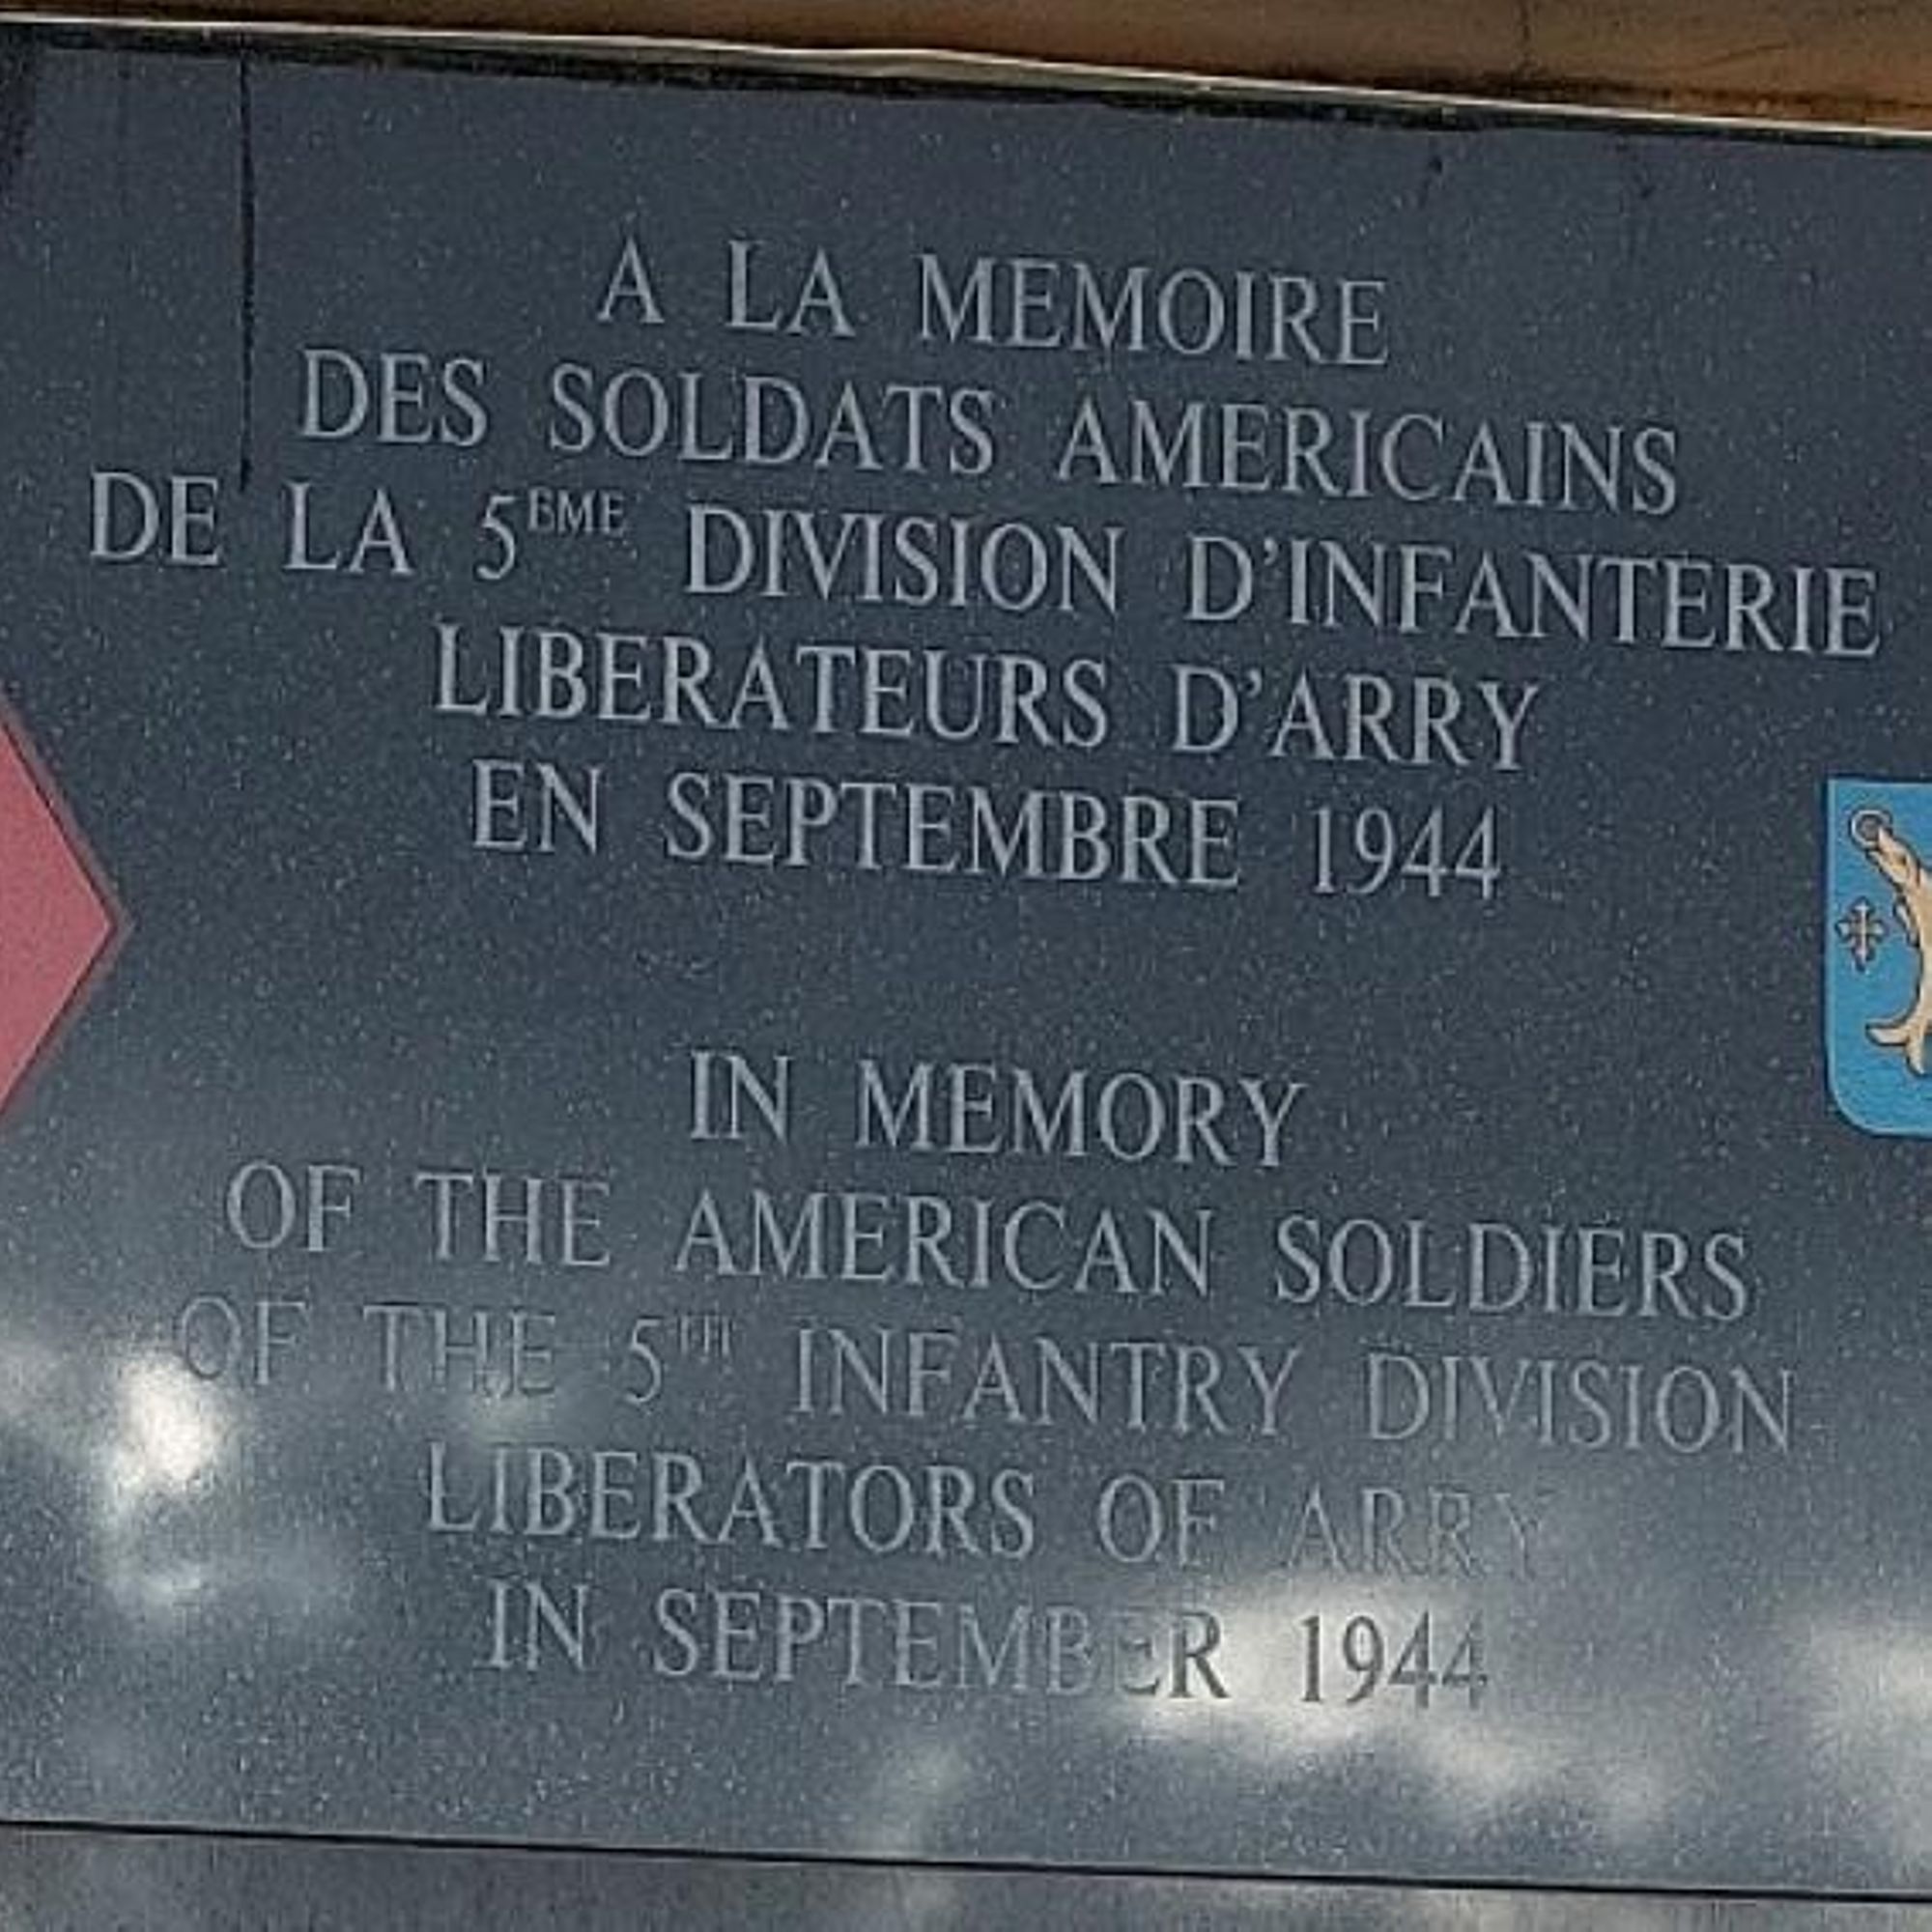 A LA MEMOIRE
DES SOLDATS AMERICAINS
DE LA 5EME DIVISION D'INFANTERIE
LIBERATEURS D'ARRY
EN SEPTEMBRE 1944
IN MEMORY
OF THE AMERICAN SOLDIERS
OF THE 5TH INFANTRY DIVISION
LIBERATORS OF ARRY
IN SEPTEMBER 1944